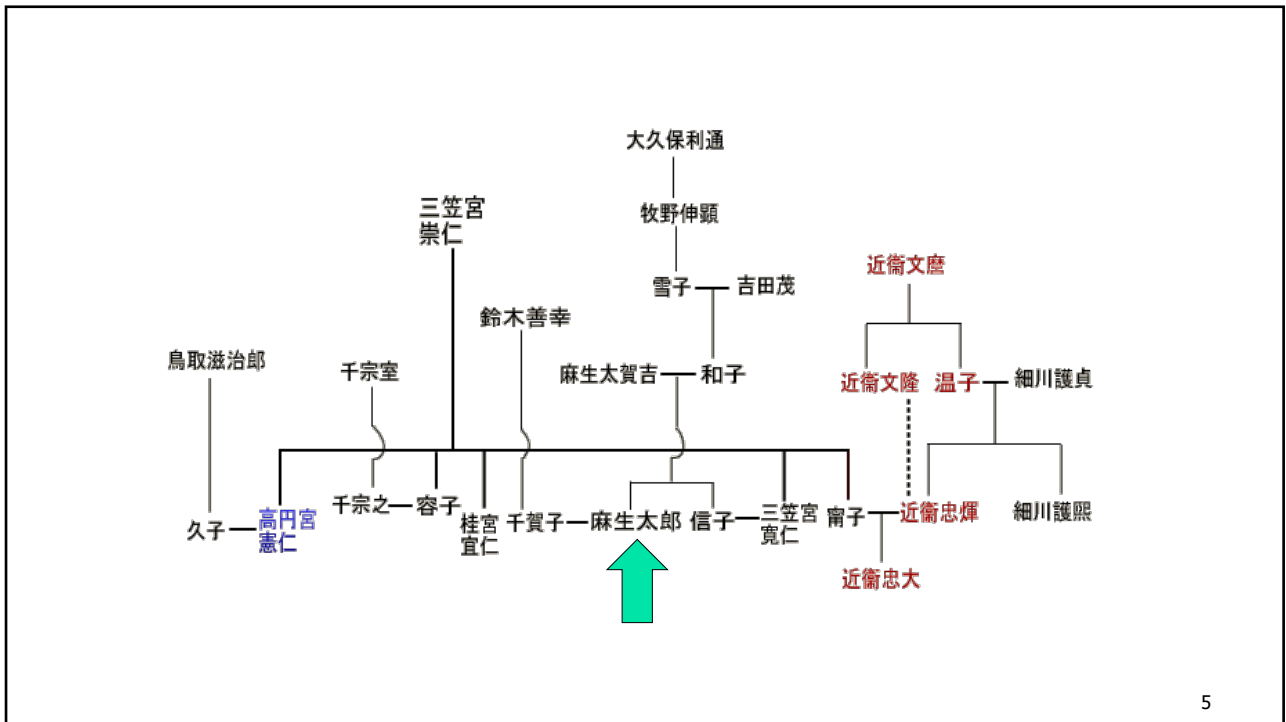 大久保利通
三笠宮
崇仁
牧野伸顕
近衞文麿
雪子
吉田茂
鈴木善幸
鳥取滋治郎
千宗室
麻生太賀吉
和子
近衞文隆
温子
細川護貞
久子
高円宮
憲仁
千宗之
容子
桂宮
宜仁
千賀子
麻生太郎
信子
三笠宮
寛仁
甯子
近衞忠煇
細川護熙
近衞忠大
5